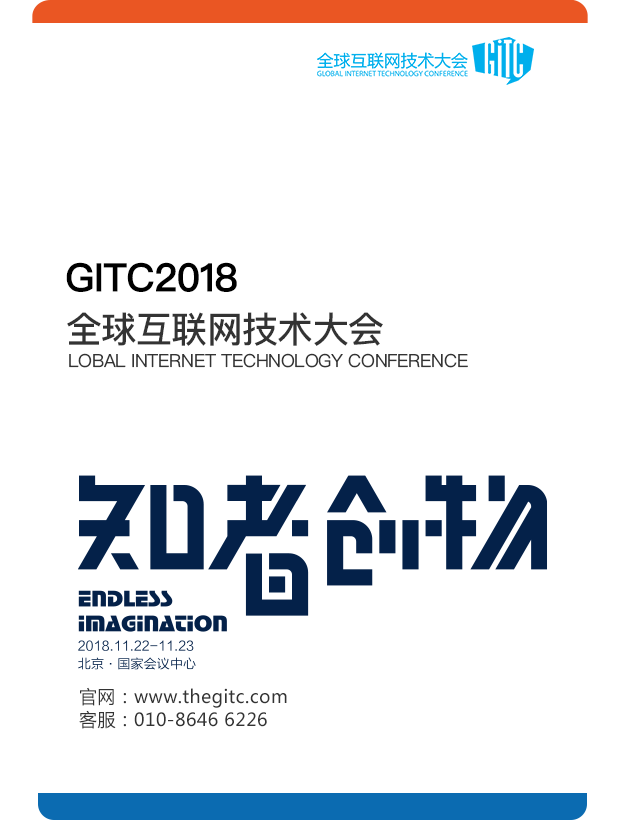 全球互联网技术大会
GLOBAL INTERNET TECHNOLOGY CONFERENCE
GiTC
GITC2018
全球互联网技术大会
LOBAL INTERNET TECHNOLOGY CONFERENCE
知者创物
ENDLESS
iMAGiNATiON
2018.11.22-11.23
北京·国家会议中心
官网：www.thegitc.com
客服：010-8646 6226